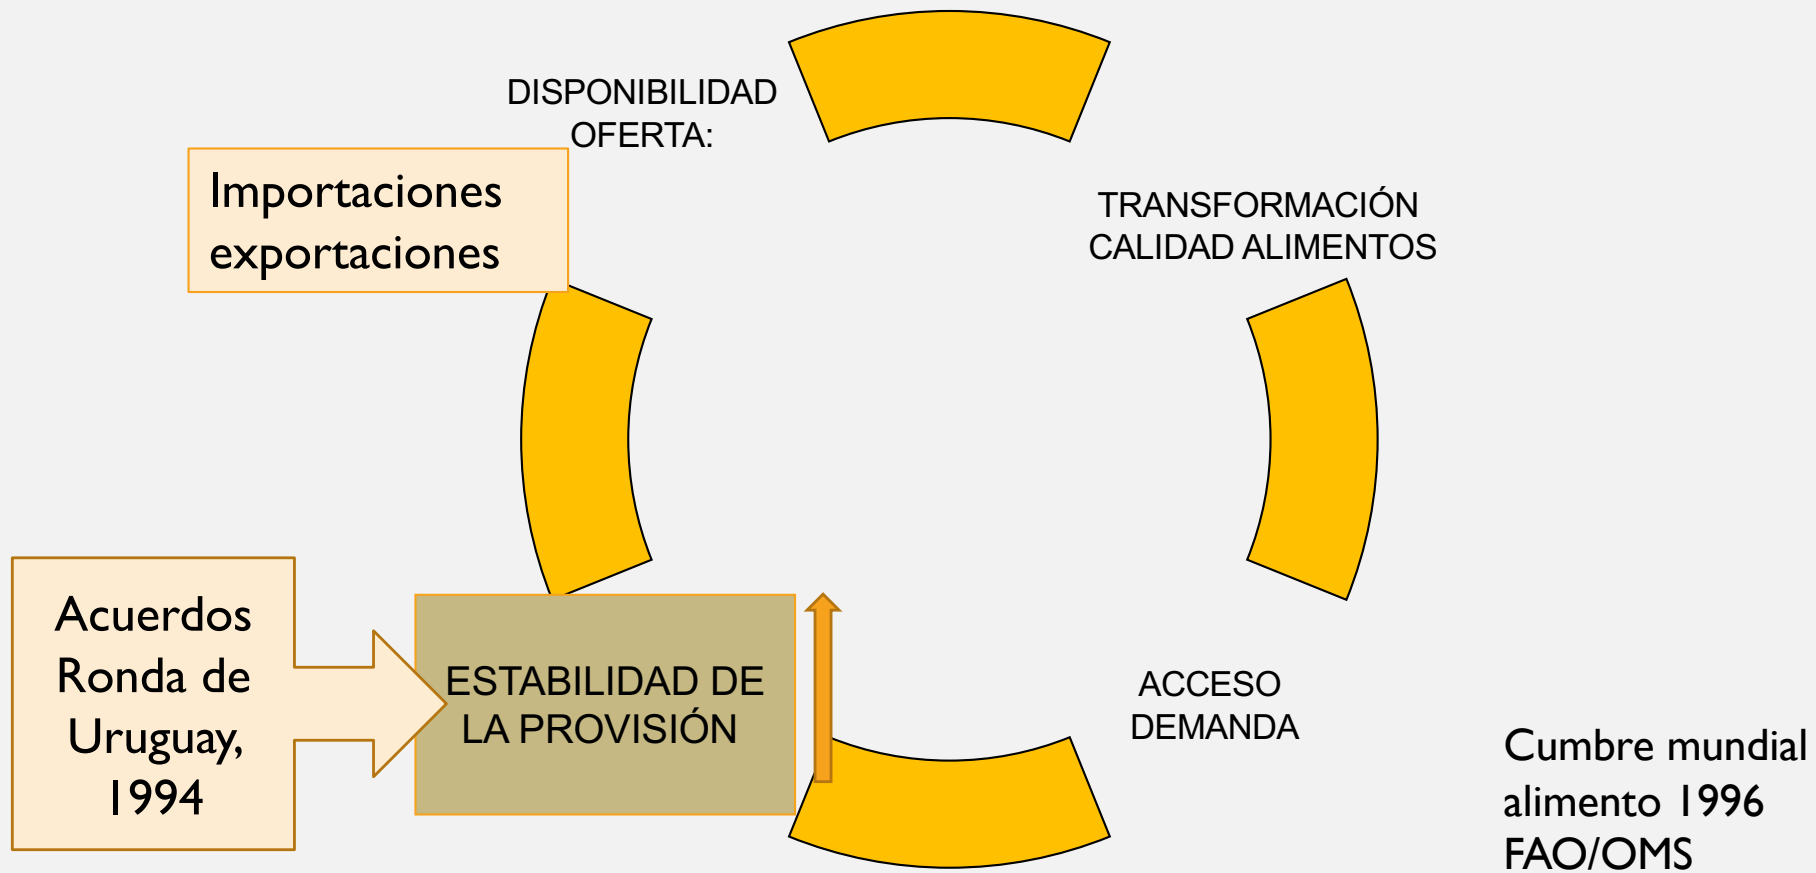 DISPONIBILIDAD
OFERTA:
Importaciones
exportaciones
TRANSFORMACIÓN
CALIDAD ALIMENTOS
Acuerdos
Ronda de
Uruguay,
1994
ESTABILIDAD DE
LA PROVISIÓN
ACCESO
DEMANDA
Cumbre mundial
alimento 1996
FAO/OMS